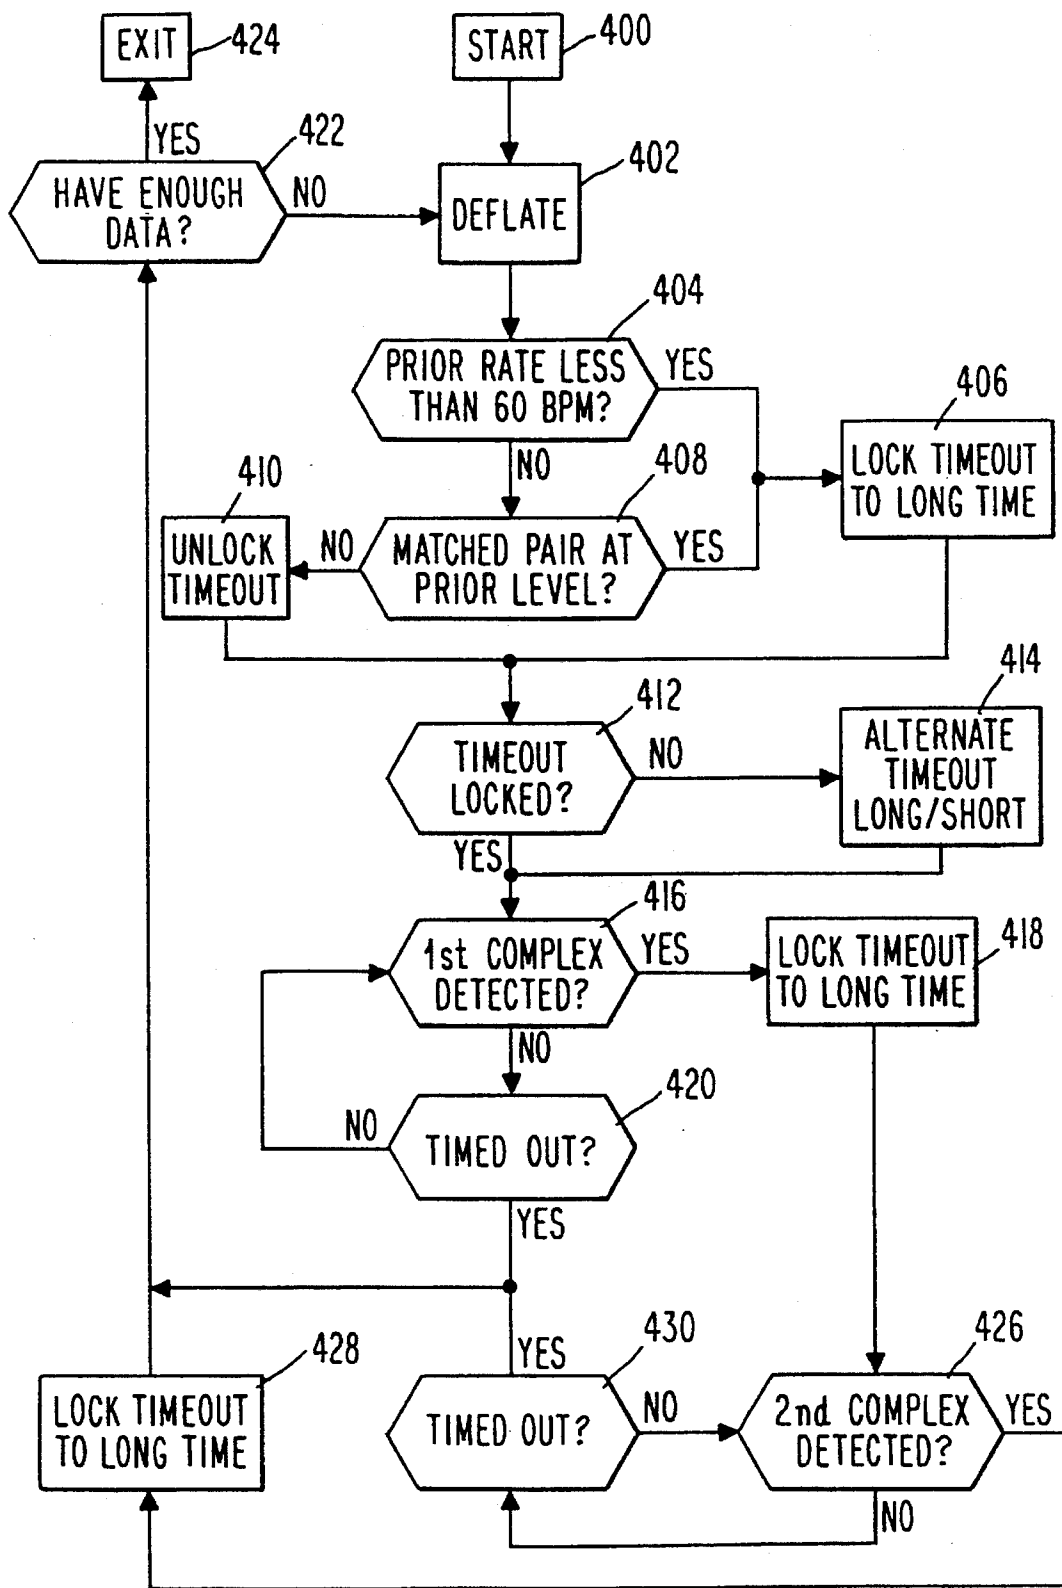 EXIT
424
START
400
YES
422
HAVE ENOUGH
DATA?
NO
402
DEFLATE
404
PRIOR RATE LESS
THAN 60 BPM?
YES
406
LOCK TIMEOUT
TO LONG TIME
NO
408
410
UNLOCK
TIMEOUT
NO
MATCHED PAIR AT
PRIOR LEVEL?
YES
412
414
TIMEOUT
LOCKED?
NO
ALTERNATE
TIMEOUT
LONG/SHORT
YES
416
1st COMPLEX
DETECTED?
YES
418
LOCK TIMEOUT
TO LONG TIME
NO
420
NO
TIMED OUT?
YES
428
LOCK TIMEOUT
TO LONG TIME
YES
430
TIMED OUT?
NO
426
2nd COMPLEX
DETECTED?
YES
NO